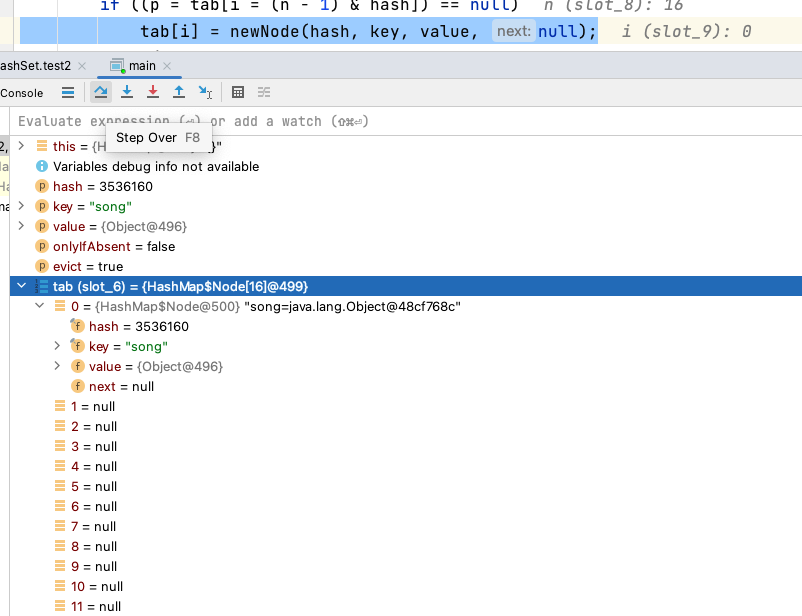 if ((p = tab[i = (n - 1) & hash]) == null) n (slot_8): 16
tab[i] = newNode(hash, key, value, next: null); i (slot_9): 0
ashSet.test2 × main ×
Console
Evaluate expression (⏎) or add a watch (⇧⌘⏎)
Step Over F8
2, this = {H }"
Variables debug info not available
hash = 3536160
key = "song"
value = {Object@496}
onlyIfAbsent = false
evict = true
tab (slot_6) = {HashMap$Node[16]@499}
0 = {HashMap$Node@500} "song=java.lang.Object@48cf768c"
hash = 3536160
key = "song"
value = {Object@496}
next = null
1 = null
2 = null
3 = null
4 = null
5 = null
6 = null
7 = null
8 = null
9 = null
10 = null
11 = null